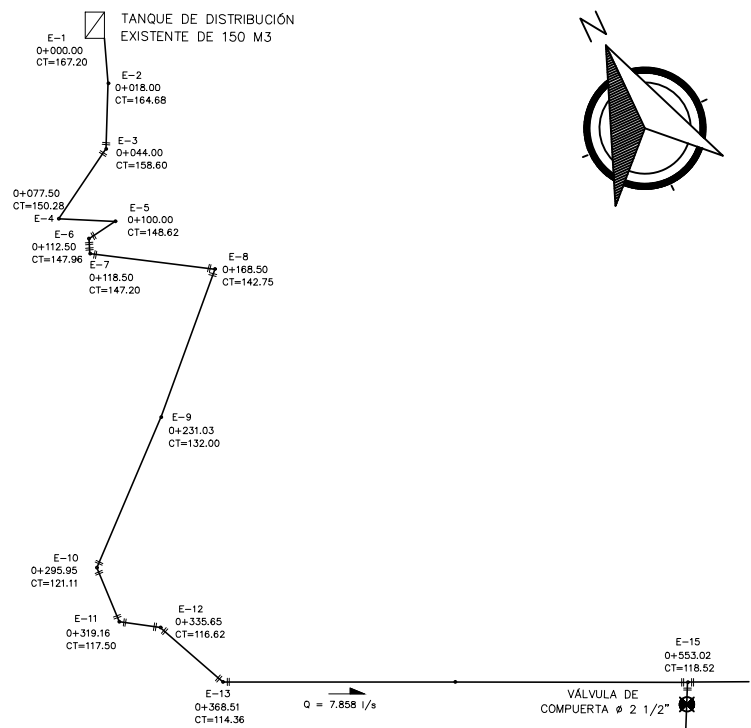 E-1
0+000.00
CT=167.20
TANQUE DE DISTRIBUCIÓN
EXISTENTE DE 150 M3
N
E-2
0+018.00
CT=164.68
E-3
0+044.00
CT=158.60
0+077.50
CT=150.28
E-4
E-5
0+100.00
CT=148.62
E-6
0+112.50
CT=147.96
E-7
0+118.50
CT=147.20
E-8
0+168.50
CT=142.75
E-9
0+231.03
CT=132.00
E-10
0+295.95
CT=121.11
E-11
0+319.16
CT=117.50
E-12
0+335.65
CT=116.62
E-13
0+368.51
CT=114.36
Q = 7.858 l/s
E-15
0+553.02
CT=118.52
VÁLVULA DE
COMPUERTA ø 2 1/2"